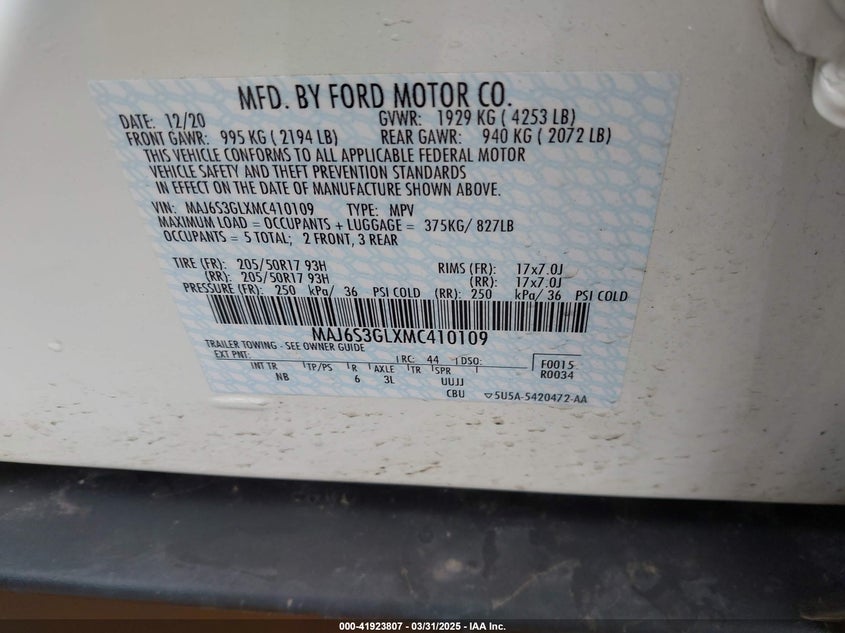 MFD. BY FORD MOTOR CO.
DATE: 12/20 GVWR: 1929 KG ( 4253 LB)
FRONT GAWR: 995 KG ( 2194 LB) REAR GAWR: 940 KG ( 2072 LB)
THIS VEHICLE CONFORMS TO ALL APPLICABLE FEDERAL MOTOR
VEHICLE SAFETY AND THEFT PREVENTION STANDARDS
IN EFFECT ON THE DATE OF MANUFACTURE SHOWN ABOVE.
VIN: MAJ6S3GLXMC410109 TYPE: MPV
MAXIMUM LOAD = OCCUPANTS + LUGGAGE = 375KG/ 827LB
OCCUPANTS = 5 TOTAL; 2 FRONT, 3 REAR
TIRE (FR): 205/50R17 93H RIMS (FR): 17x7.0J
(RR): 205/50R17 93H (RR): 17x7.0J
PRESSURE (FR): 250 kPa/ 36 PSI COLD (RR): 250 kPa/ 36 PSI COLD
MAJ6S3GLXMC410109
TRAILER TOWING - SEE OWNER GUIDE
EXT PNT: RC: 44 DSO: F0015
INT TR TP/PS R AXLE TR SPR R0034
NB 6 3L UUJJ
CBU ▽5U5A-5420472-AA
000-41923807 - 03/31/2025 - IAA Inc.